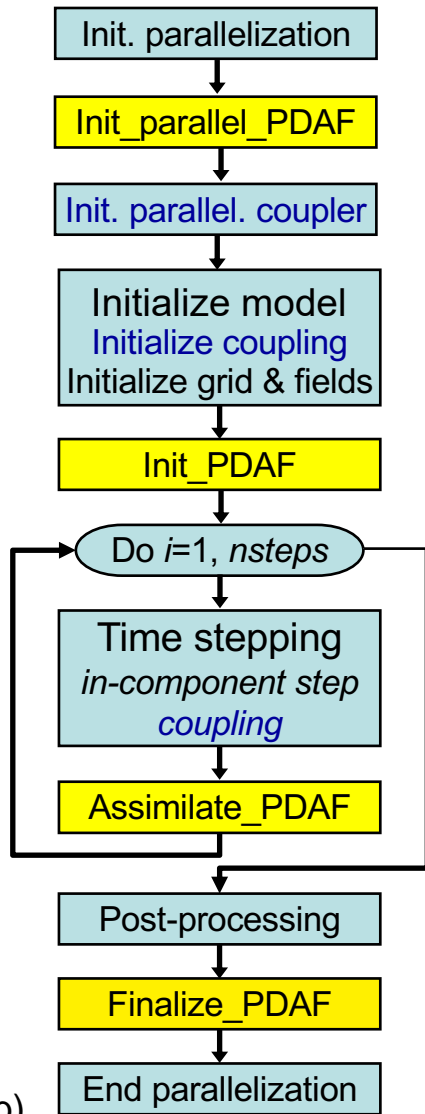 Init. parallelization
Init_parallel_PDAF
Init. parallel. coupler
Initialize model
Initialize coupling
Initialize grid & fields
Init_PDAF
Do i=1, nsteps
Time stepping
in-component step
coupling
Assimilate_PDAF
Post-processing
Finalize_PDAF
End parallelization